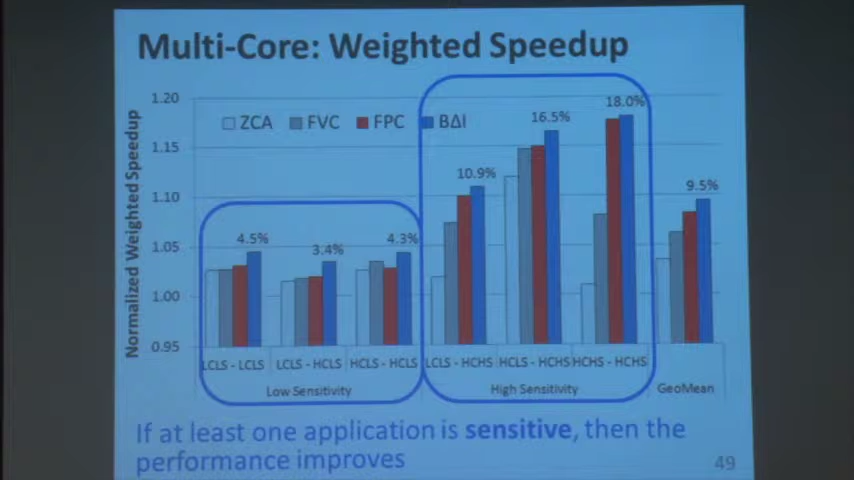 Multi-Core: Weighted Speedup
Normalized Weighted Speedup
1.20
1.15
1.10
1.05
1.00
0.95
ZCA FVC FPC BΔI
4.5% 3.4% 4.3% 10.9% 16.5% 18.0% 9.5%
LCLS - LCLS LCLS - HCLS HCLS - HCLS LCLS - HCHS HCLS - HCHS HCHS - HCHS
Low Sensitivity High Sensitivity GeoMean
If at least one application is sensitive, then the
performance improves
49